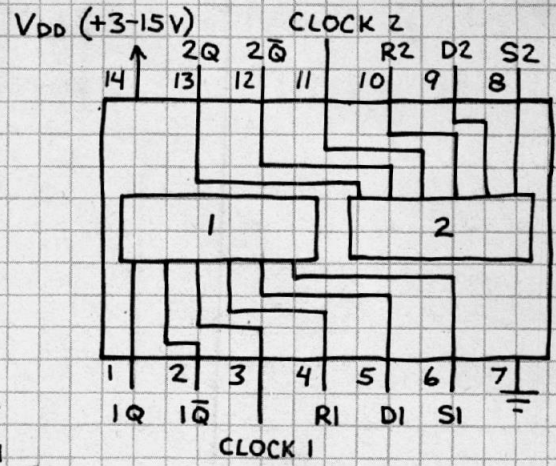 VDD (+3-15V) CLOCK 2
2Q 2Q̅ R2 D2 S2
14 13 12 11 10 9 8
1 2
1 2 3 4 5 6 7
1Q 1Q̅ R1 D1 S1
CLOCK 1